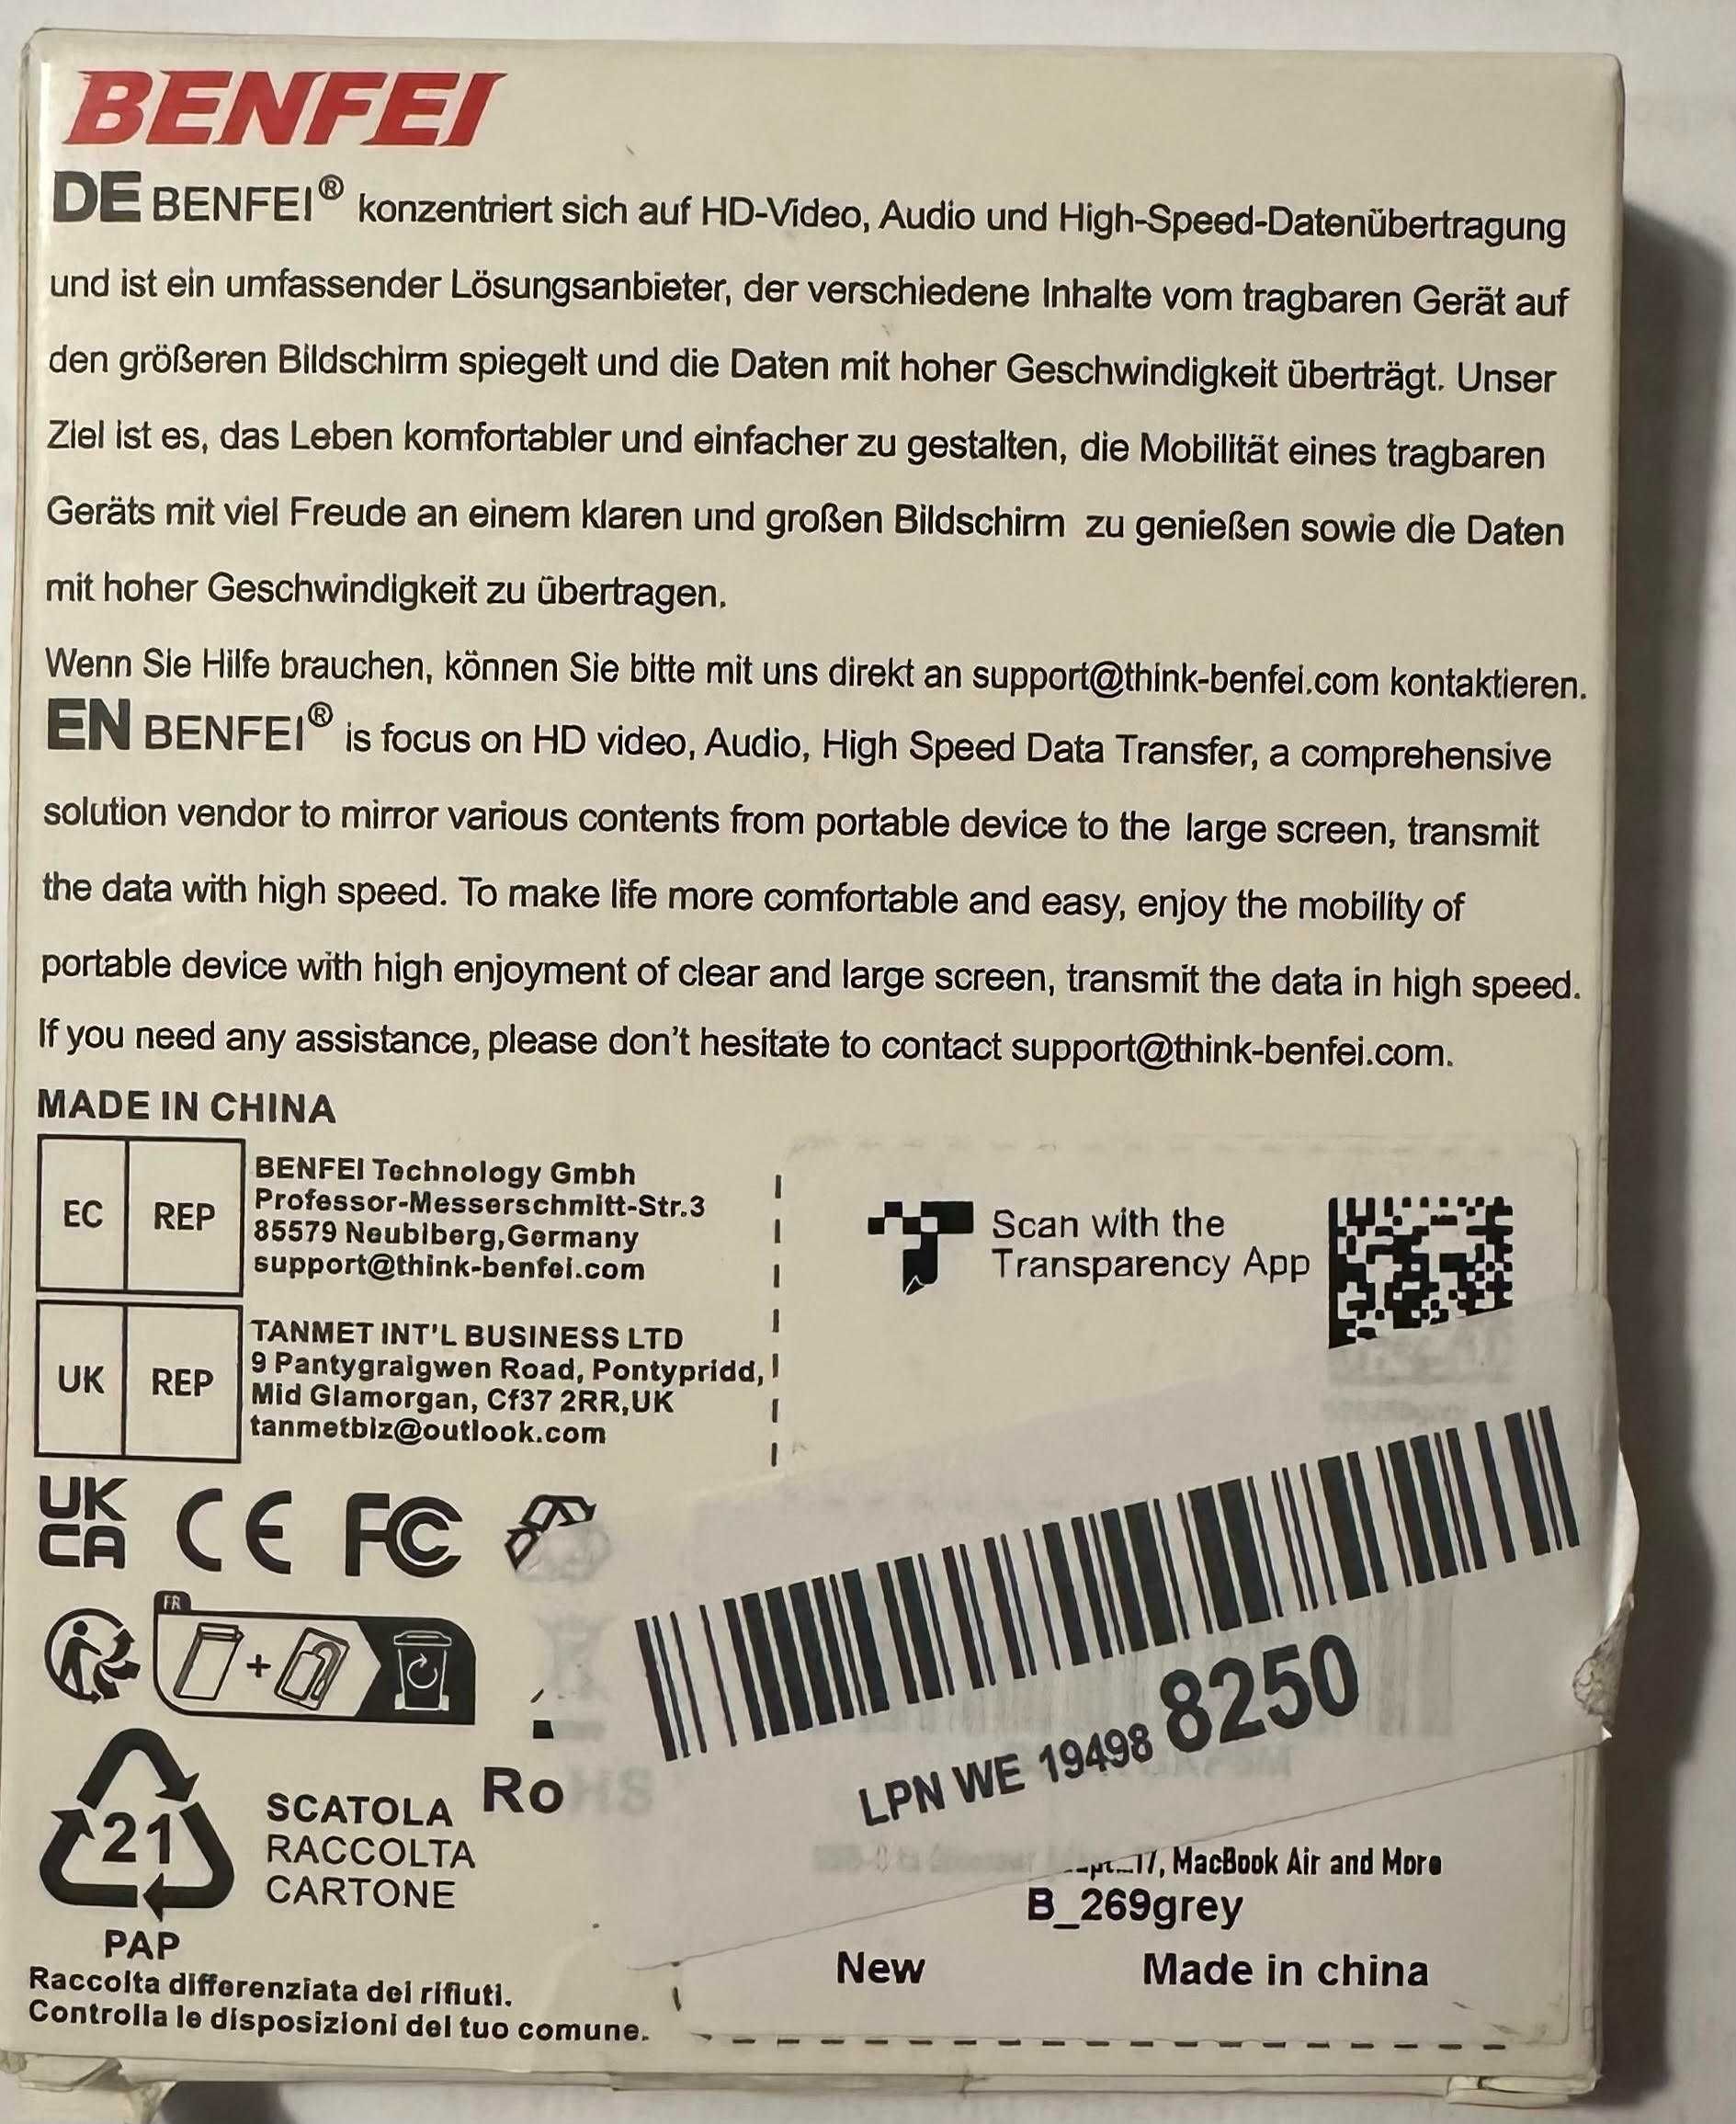 BENFEI
DE BENFEI® konzentriert sich auf HD-Video, Audio und High-Speed-Datenübertragung
und ist ein umfassender Lösungsanbieter, der verschiedene Inhalte vom tragbaren Gerät auf
den größeren Bildschirm spiegelt und die Daten mit hoher Geschwindigkeit überträgt. Unser
Ziel ist es, das Leben komfortabler und einfacher zu gestalten, die Mobilität eines tragbaren
Geräts mit viel Freude an einem klaren und großen Bildschirm zu genießen sowie die Daten
mit hoher Geschwindigkeit zu übertragen.
Wenn Sie Hilfe brauchen, können Sie bitte mit uns direkt an support@think-benfei.com kontaktieren.
EN BENFEI® is focus on HD video, Audio, High Speed Data Transfer, a comprehensive
solution vendor to mirror various contents from portable device to the large screen, transmit
the data with high speed. To make life more comfortable and easy, enjoy the mobility of
portable device with high enjoyment of clear and large screen, transmit the data in high speed.
If you need any assistance, please don't hesitate to contact support@think-benfei.com.
MADE IN CHINA
EC REP
BENFEI Technology Gmbh
Professor-Messerschmitt-Str.3
85579 Neubiberg,Germany
support@think-benfei.com
UK REP
TANMET INT'L BUSINESS LTD
9 Pantygraigwen Road, Pontypridd,
Mid Glamorgan, Cf37 2RR,UK
tanmetbiz@outlook.com
Scan with the
Transparency App
UK
CA
CE FC
FR
+
21
PAP
SCATOLA
RACCOLTA
CARTONE
RoHS
Raccolta differenziata dei rifiuti.
Controlla le disposizioni del tuo comune.
LPN WE 19498 8250
17, MacBook Air and More
B_269grey
New Made in china